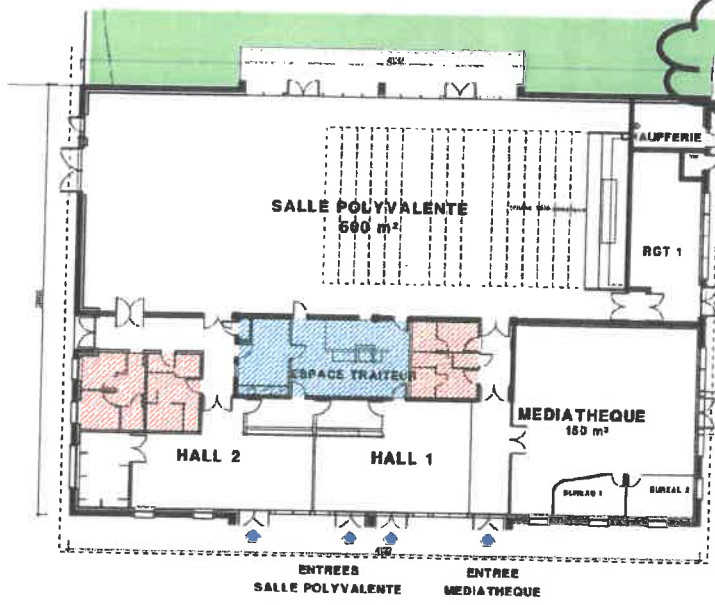 AUFFERIE
SALLE POLYVALENTE
600 m²
RGT 1
ESPACE TRAITEUR
MEDIATHEQUE
150 m²
HALL 2
HALL 1
BUREAU 1
BUREAU 2
ENTREES
SALLE POLYVALENTE
ENTREE
MEDIATHEQUE